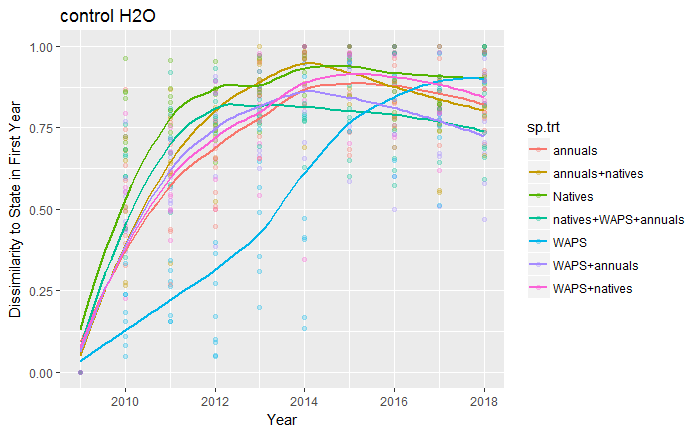 control H2O
Dissimilarity to State in First Year
1.00
0.75
0.50
0.25
0.00
2010
2012
2014
2016
2018
Year
sp.trt
annuals
annuals+natives
Natives
natives+WAPS+annuals
WAPS
WAPS+annuals
WAPS+natives